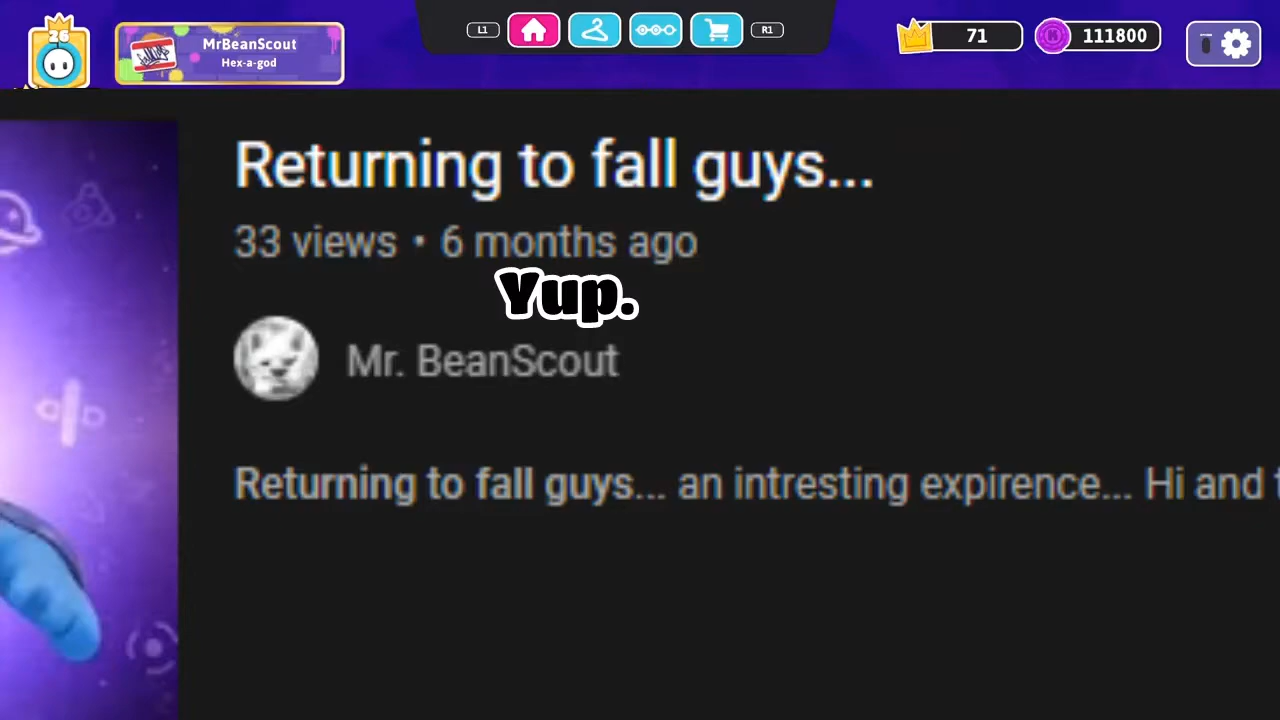 26
MrBeanScout
Hex-a-god
L1
R1
71
111800
Returning to fall guys...
33 views • 6 months ago
Yup.
Mr. BeanScout
Returning to fall guys... an intresting expirence... Hi and